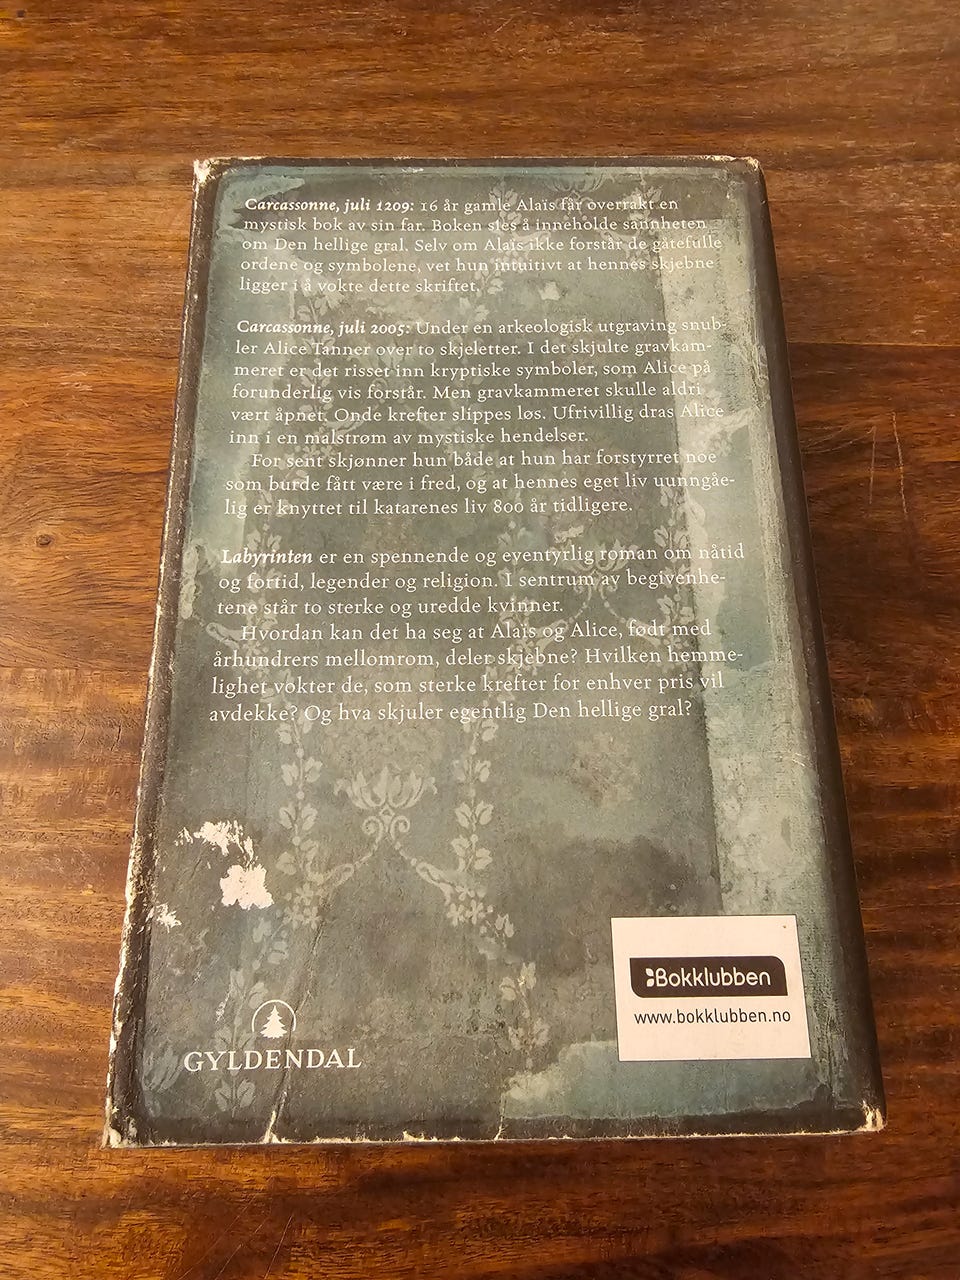 Carcassonne, juli 1209: 16 år gamle Alaïs får overrakt en
mystisk bok av sin far. Boken sies å inneholde sannheten
om Den hellige gral. Selv om Alaïs ikke forstår de gåtefulle
ordene og symbolene, vet hun intuitivt at hennes skjebne
ligger i å vokte dette skriftet.
Carcassonne, juli 2005: Under en arkeologisk utgraving snub-
ler Alice Tanner over to skjeletter. I det skjulte gravkam-
meret er det risset inn kryptiske symboler, som Alice på
forunderlig vis forstår. Men gravkammeret skulle aldri
vært åpnet. Onde krefter slippes løs. Ufrivillig dras Alice
inn i en malstrøm av mystiske hendelser.
For sent skjønner hun både at hun har forstyrret noe
som burde fått være i fred, og at hennes eget liv uunngåe-
lig er knyttet til katarenes liv 800 år tidligere.
Labyrinten er en spennende og eventyrlig roman om nåtid
og fortid, legender og religion. I sentrum av begivenhe-
tene står to sterke og uredde kvinner.
Hvordan kan det ha seg at Alaïs og Alice, født med
århundrers mellomrom, deler skjebne? Hvilken hemme-
lighet vokter de, som sterke krefter for enhver pris vil
avdekke? Og hva skjuler egentlig Den hellige gral?
Bokklubben
www.bokklubben.no
GYLDENDAL